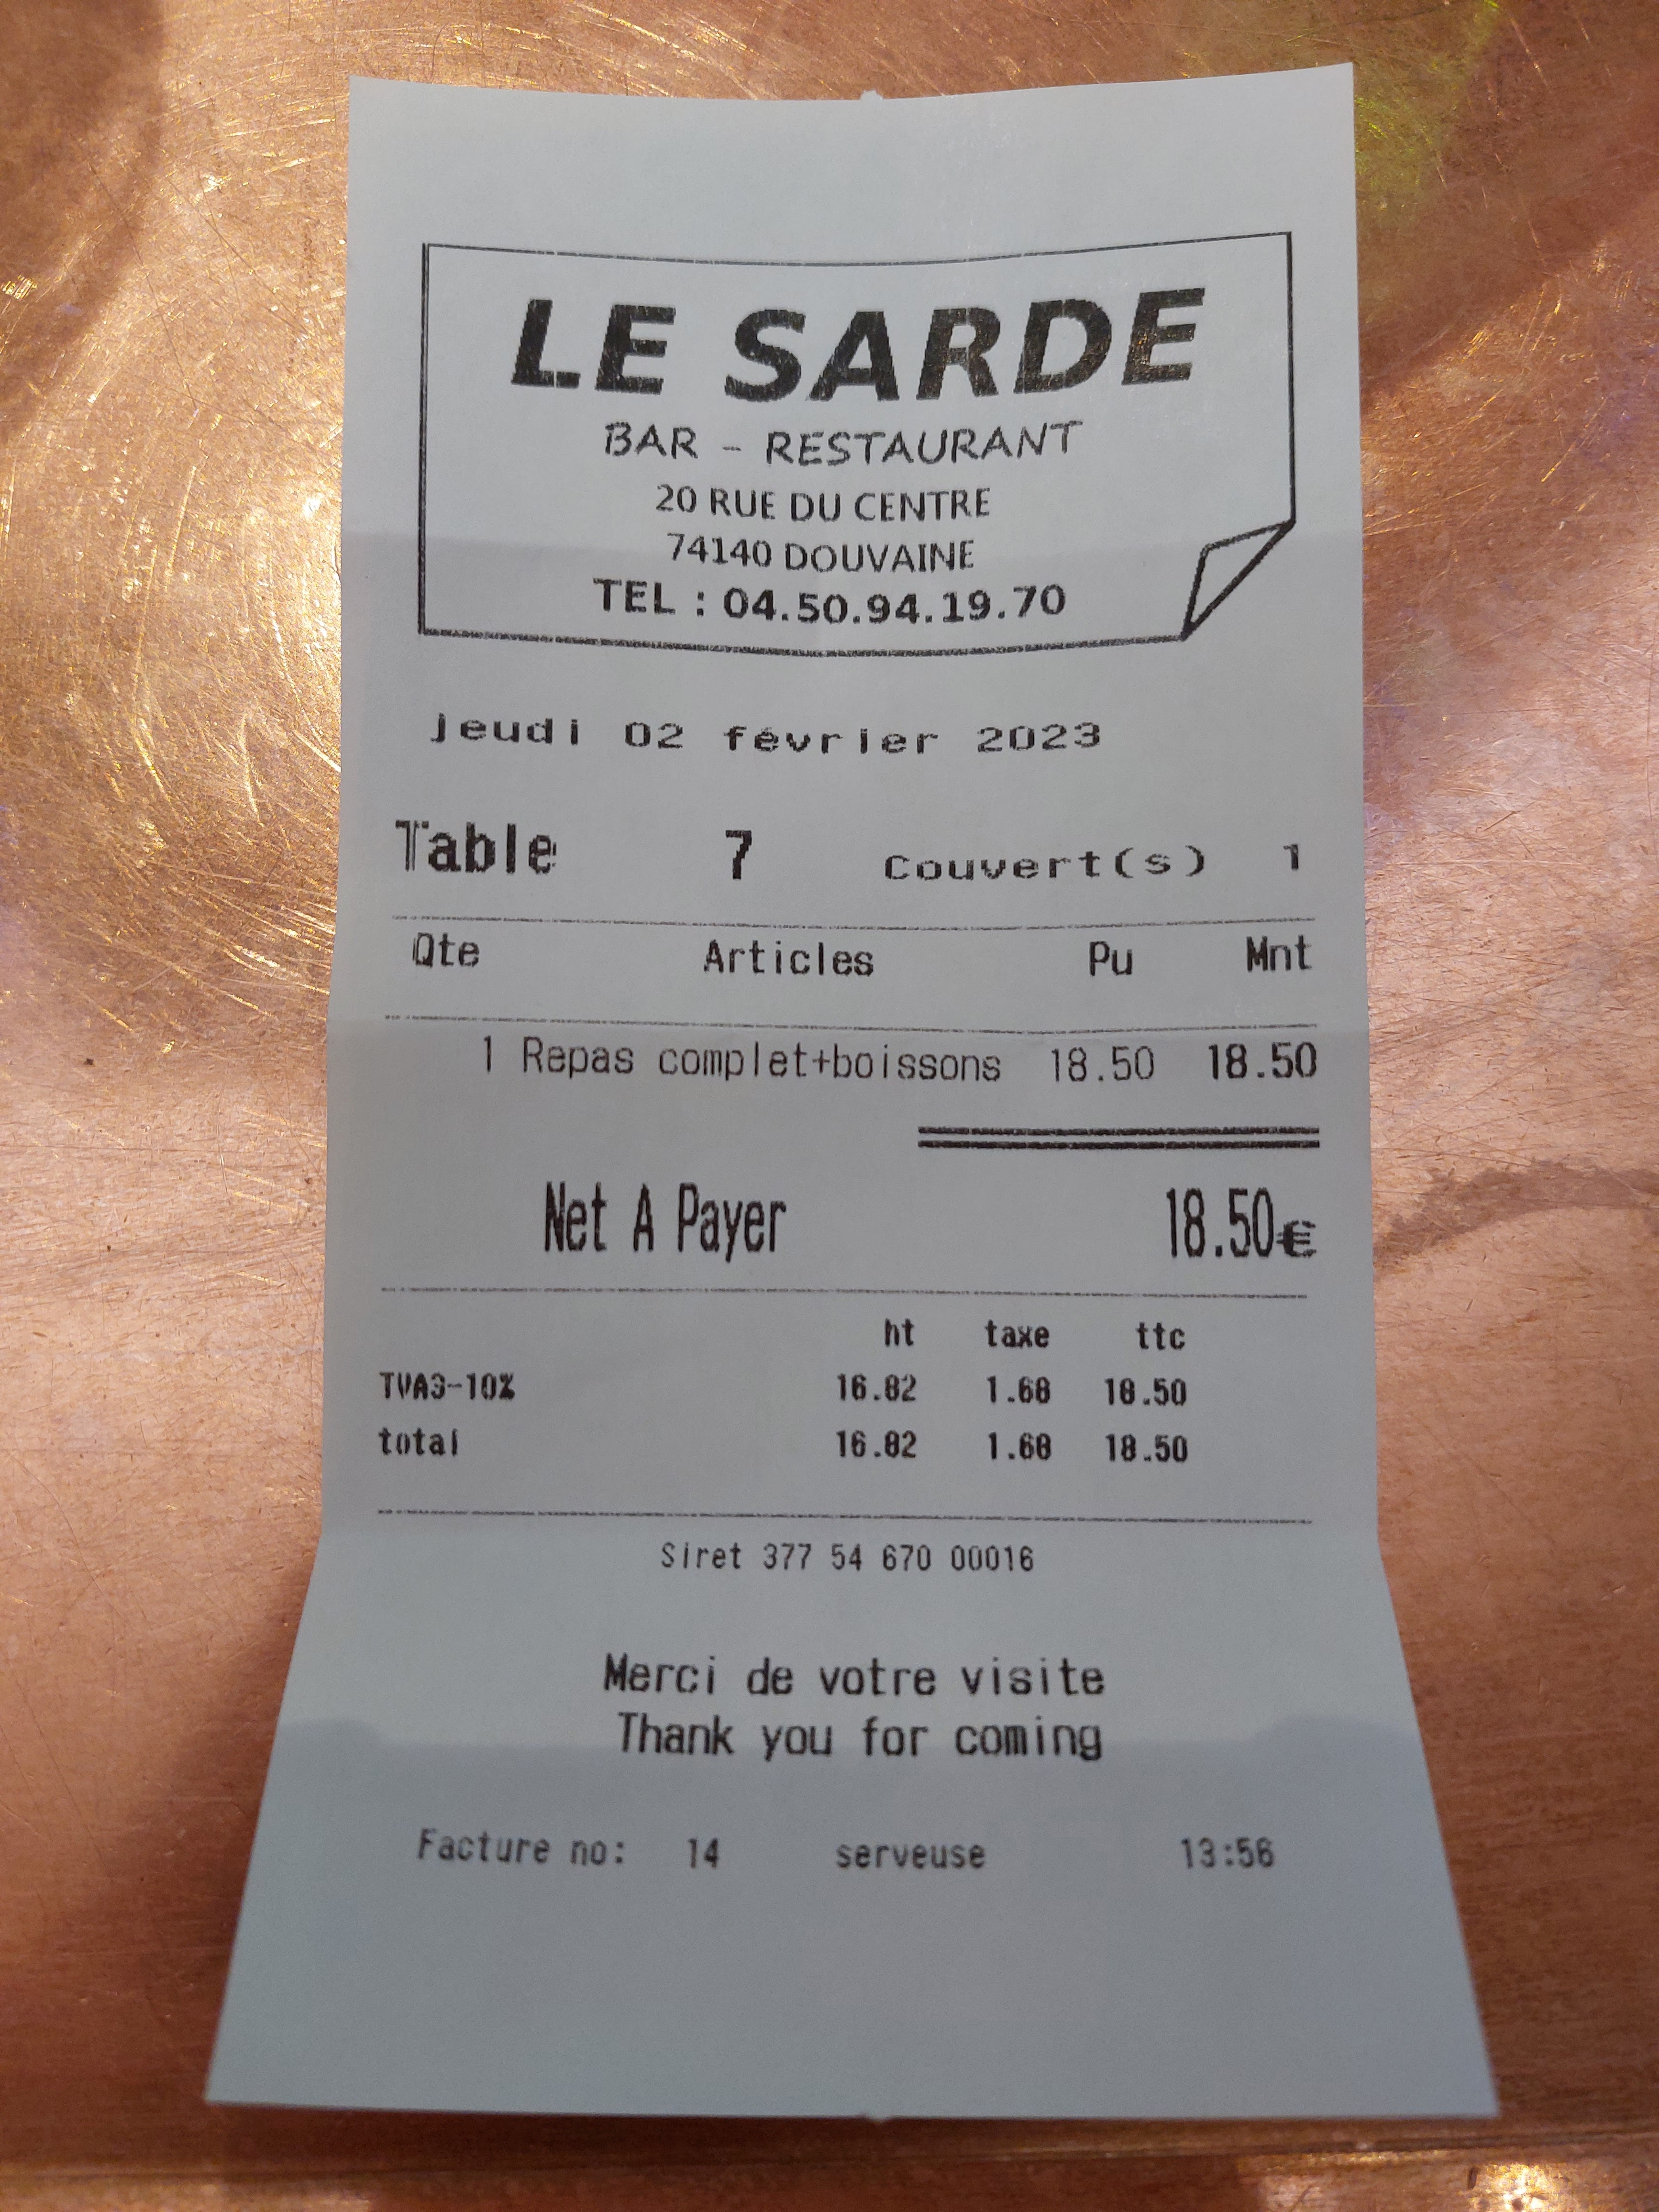 LE SARDE
BAR - RESTAURANT
20 RUE DU CENTRE
74140 DOUVAINE
TEL : 04.50.94.19.70
jeudi 02 février 2023
Table 7 Couvert(s) 1
Qte Articles Pu Mnt
1 Repas complet+boissons 18.50 18.50
Net A Payer 18.50€
ht taxe ttc
TVA3-10% 16.82 1.68 18.50
total 16.82 1.68 18.50
Siret 377 54 670 00016
Merci de votre visite
Thank you for coming
Facture no: 14 serveuse 13:56